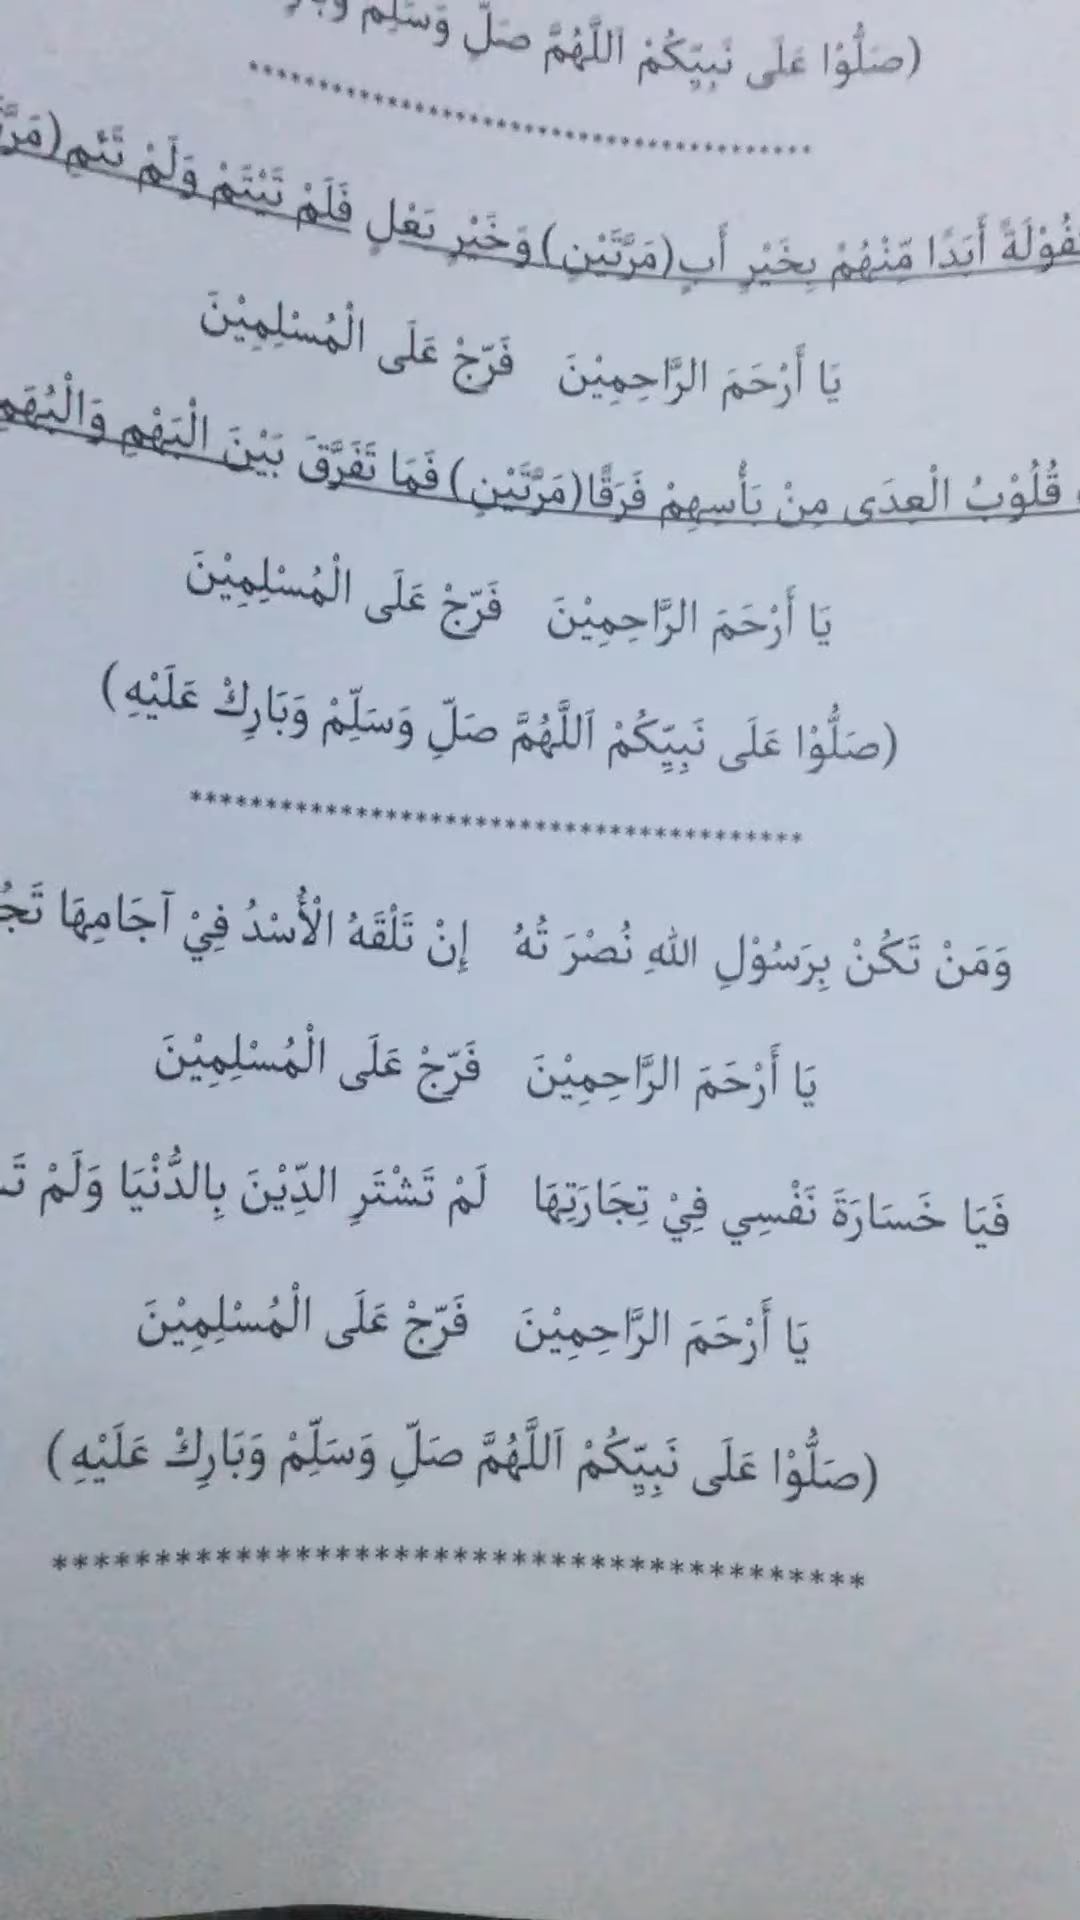 (صَلُّوْا عَلَى نَبِيِّكُمْ اَللَّهُمَّ صَلِّ وَسَلِّمْ
***************************************
أَبَدًا مِّنْهُمْ بِخَيْرِ أَبٍ(مَرَّتَيْنِ)وَخَيْرِ بَعْلٍ فَلَمْ تَيْتَمْ وَلَمْ تَئِمِ
يَا أَرْحَمَ الرَّاحِمِيْنَ فَرِّجْ عَلَى الْمُسْلِمِيْنَ
قُلُوْبُ الْعِدَى مِنْ بَأْسِهِمْ فَرَقًا(مَرَّتَيْنِ)فَمَا تَفَرَّقَ بَيْنَ الْبَهْمِ وَالْبُهَمِ
يَا أَرْحَمَ الرَّاحِمِيْنَ فَرِّجْ عَلَى الْمُسْلِمِيْنَ
(صَلُّوْا عَلَى نَبِيِّكُمْ اَللَّهُمَّ صَلِّ وَسَلِّمْ وَبَارِكْ عَلَيْهِ)
*****************************************
وَمَنْ تَكُنْ بِرَسُوْلِ اللهِ نُصْرَ تُهُ إِنْ تَلْقَهُ الْأُسْدُ فِيْ آجَامِهَا
يَا أَرْحَمَ الرَّاحِمِيْنَ فَرِّجْ عَلَى الْمُسْلِمِيْنَ
فَيَا خَسَارَةَ نَفْسِي فِيْ تِجَارَتِهَا لَمْ تَشْتَرِ الدِّيْنَ بِالدُّنْيَا وَلَمْ
يَا أَرْحَمَ الرَّاحِمِيْنَ فَرِّجْ عَلَى الْمُسْلِمِيْنَ
(صَلُّوْا عَلَى نَبِيِّكُمْ اَللَّهُمَّ صَلِّ وَسَلِّمْ وَبَارِكْ عَلَيْهِ)
*****************************************